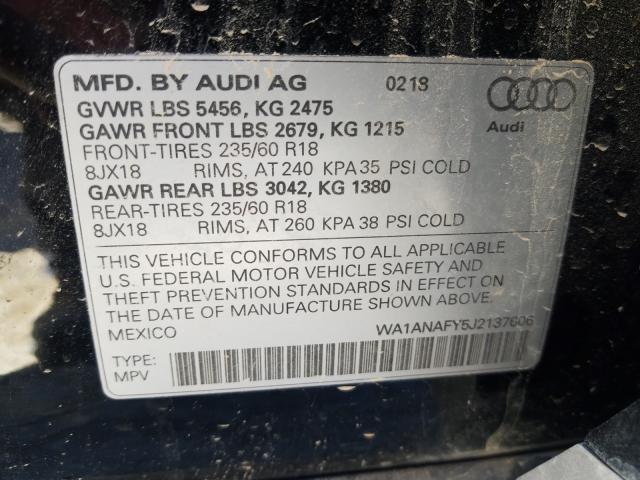 MFD. BY AUDI AG 0218
GVWR LBS 5456, KG 2475
GAWR FRONT LBS 2679, KG 1215
Audi
FRONT-TIRES 235/60 R18
8JX18 RIMS, AT 240 KPA 35 PSI COLD
GAWR REAR LBS 3042, KG 1380
REAR-TIRES 235/60 R18
8JX18 RIMS, AT 260 KPA 38 PSI COLD
THIS VEHICLE CONFORMS TO ALL APPLICABLE
U.S. FEDERAL MOTOR VEHICLE SAFETY AND
THEFT PREVENTION STANDARDS IN EFFECT ON
THE DATE OF MANUFACTURE SHOWN ABOVE.
MEXICO WA1ANAFY5J2137606
TYPE:
MPV